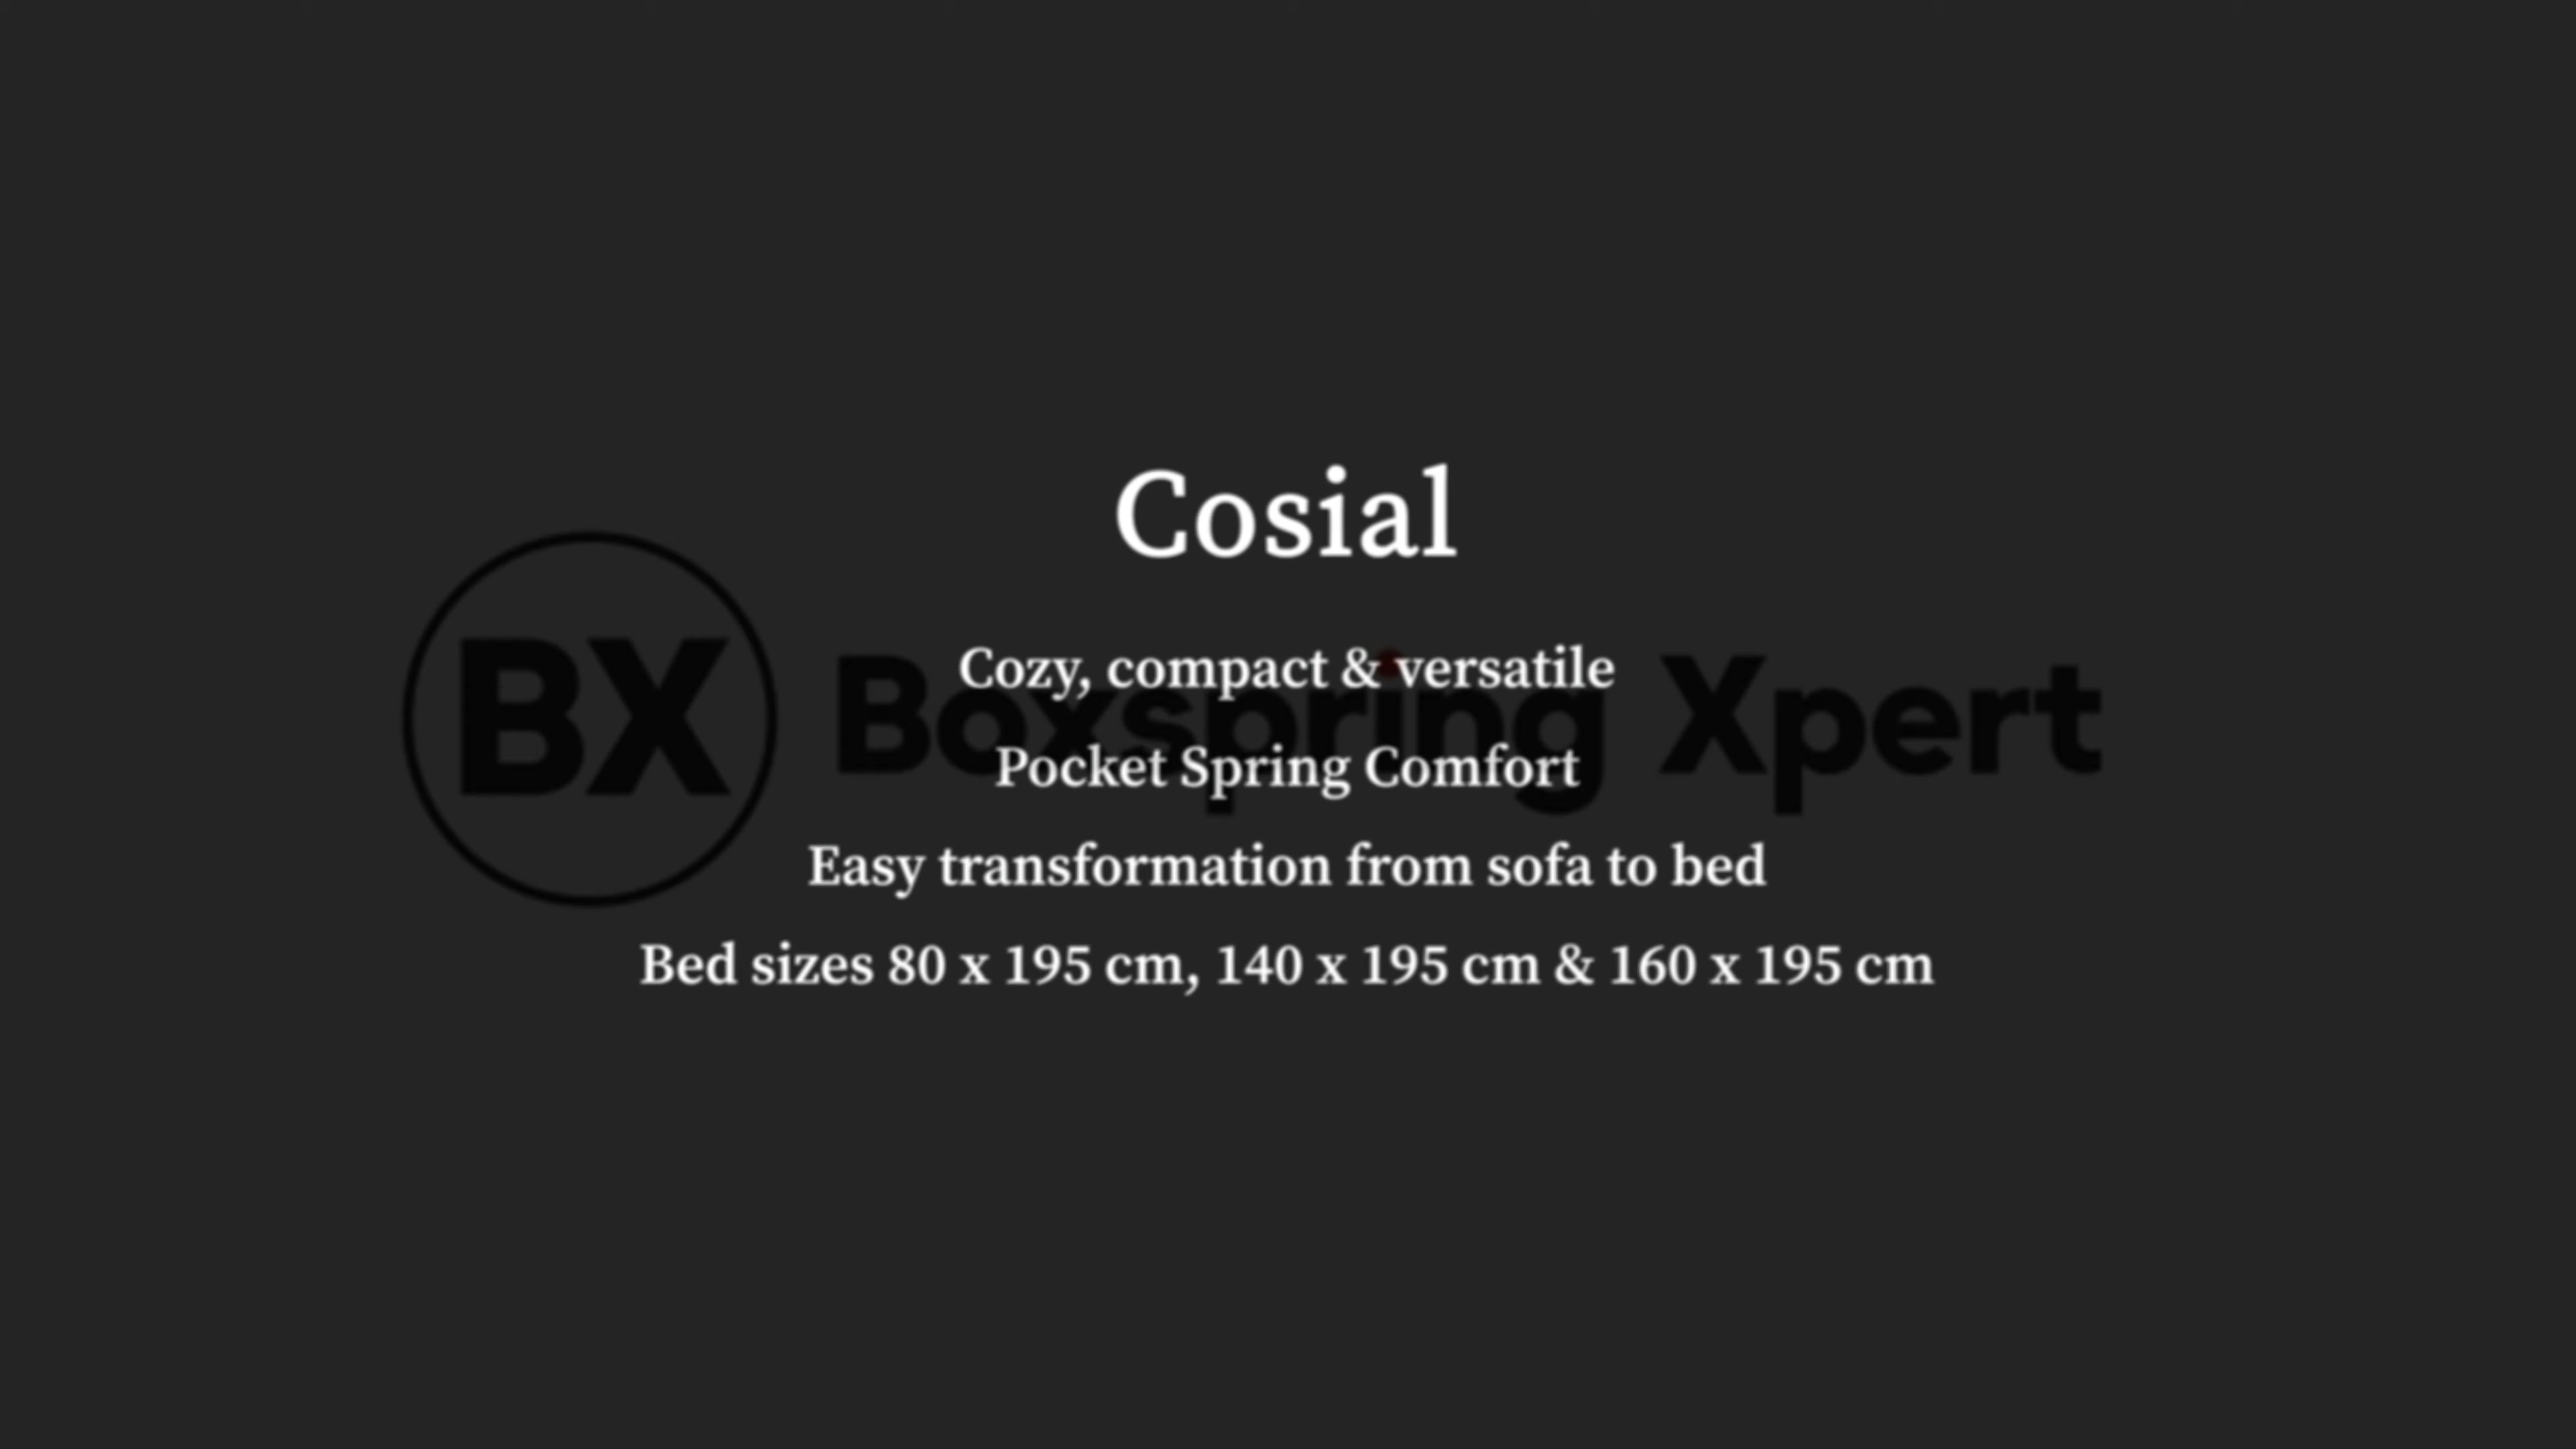 Cosial
Cozy, compact & versatile
BX Boxspring Xpert
Pocket Spring Comfort
Easy transformation from sofa to bed
Bed sizes 80 x 195 cm, 140 x 195 cm & 160 x 195 cm